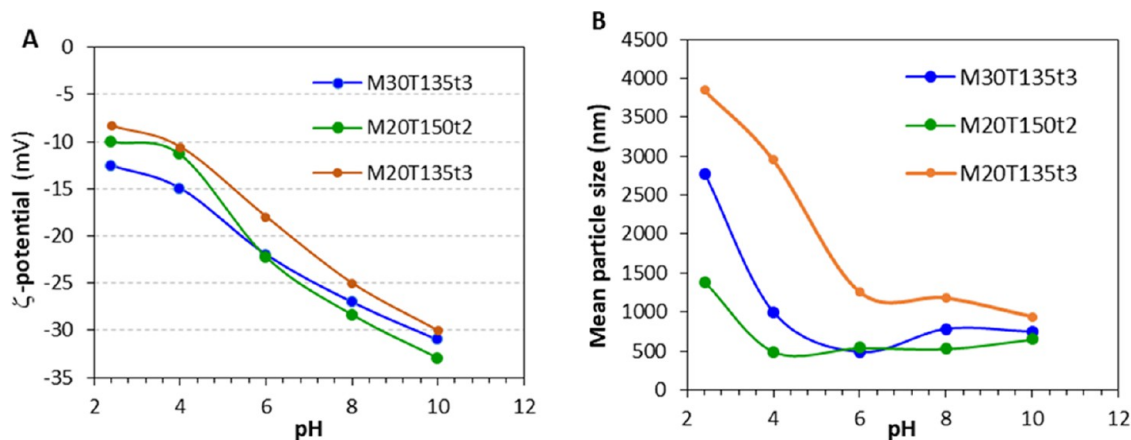 A
ζ-potential (mV)
0
-5
-10
-15
-20
-25
-30
-35
2
4
6
8
10
12
pH
M30T135t3
M20T150t2
M20T135t3
B
Mean particle size (nm)
4500
4000
3500
3000
2500
2000
1500
1000
500
0
2
4
6
8
10
12
pH
M30T135t3
M20T150t2
M20T135t3